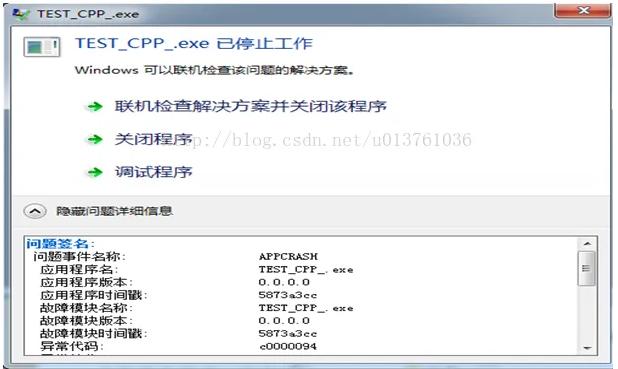 TEST_CPP_.exe
TEST_CPP_.exe 已停止工作
Windows 可以联机检查该问题的解决方案。
联机检查解决方案并关闭该程序
关闭程序
http://blog.csdn.net/u013761036
调试程序
隐藏问题详细信息
问题签名:
问题事件名称: APPCRASH
应用程序名: TEST_CPP_.exe
应用程序版本: 0.0.0.0
应用程序时间戳: 5873a3cc
故障模块名称: TEST_CPP_.exe
故障模块版本: 0.0.0.0
故障模块时间戳: 5873a3cc
异常代码: c0000094